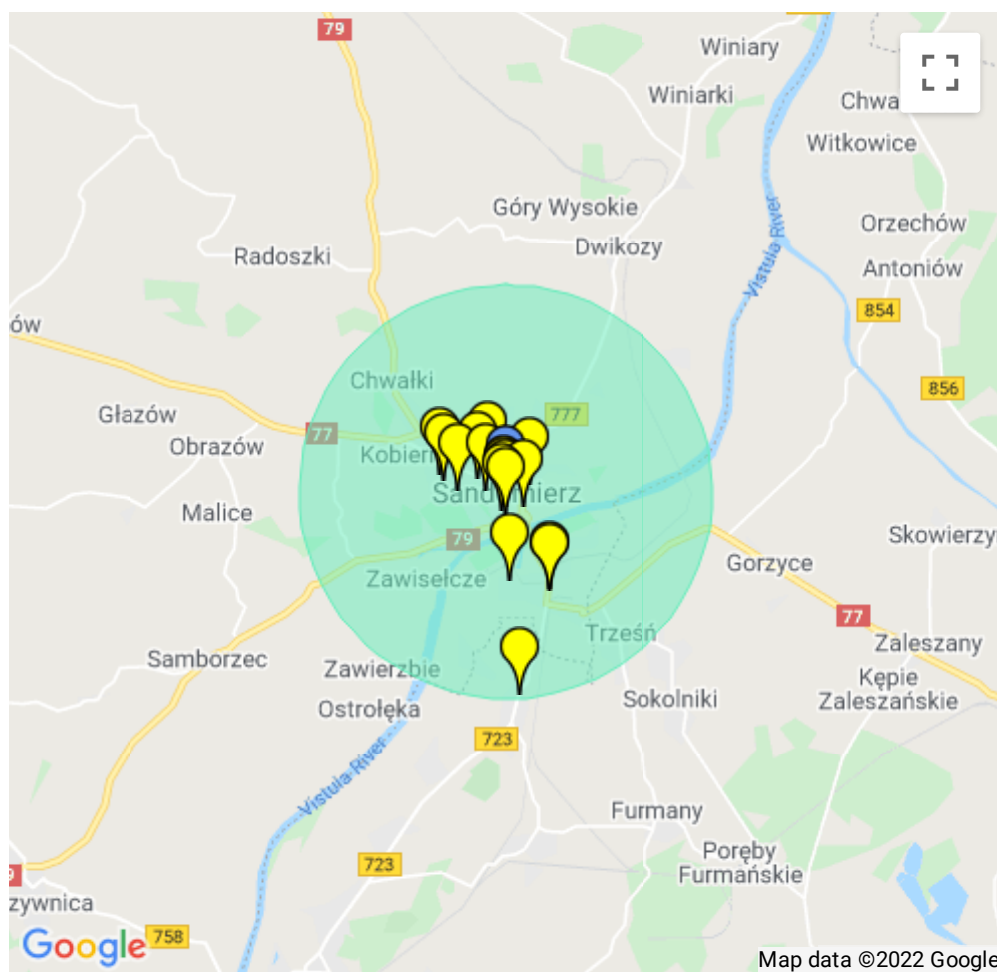 79
Winiary
Winiarki
Chwa
Witkowice
Góry Wysokie
Orzechów
Dwikozy
Radoszki
Vistula River
Antoniów
854
ów
Chwałki
856
Głazów
777
77
Obrazów
Kobiern
Malice
79
Skowierzy
Gorzyce
Zawisełcze
77
Trześń
Zaleszany
Samborzec
Zawierzbie
Kępie
Zaleszańskie
Sokolniki
Ostrołęka
723
Vistula River
Furmany
Poręby
Furmańskie
723
9
zywnica
758
Google
Map data ©2022 Google